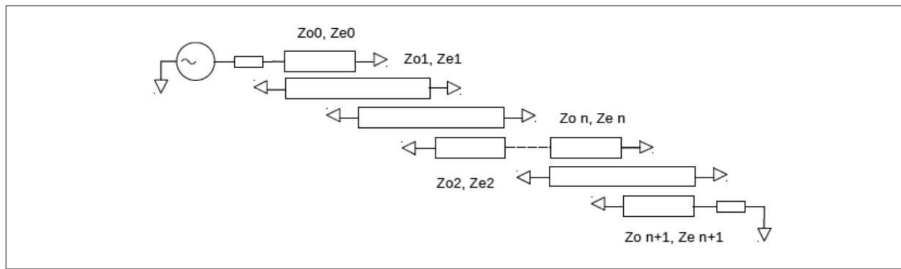 Zo0, Ze0
Zo1, Ze1
Zo n, Ze n
Zo2, Ze2
Zo n+1, Ze n+1